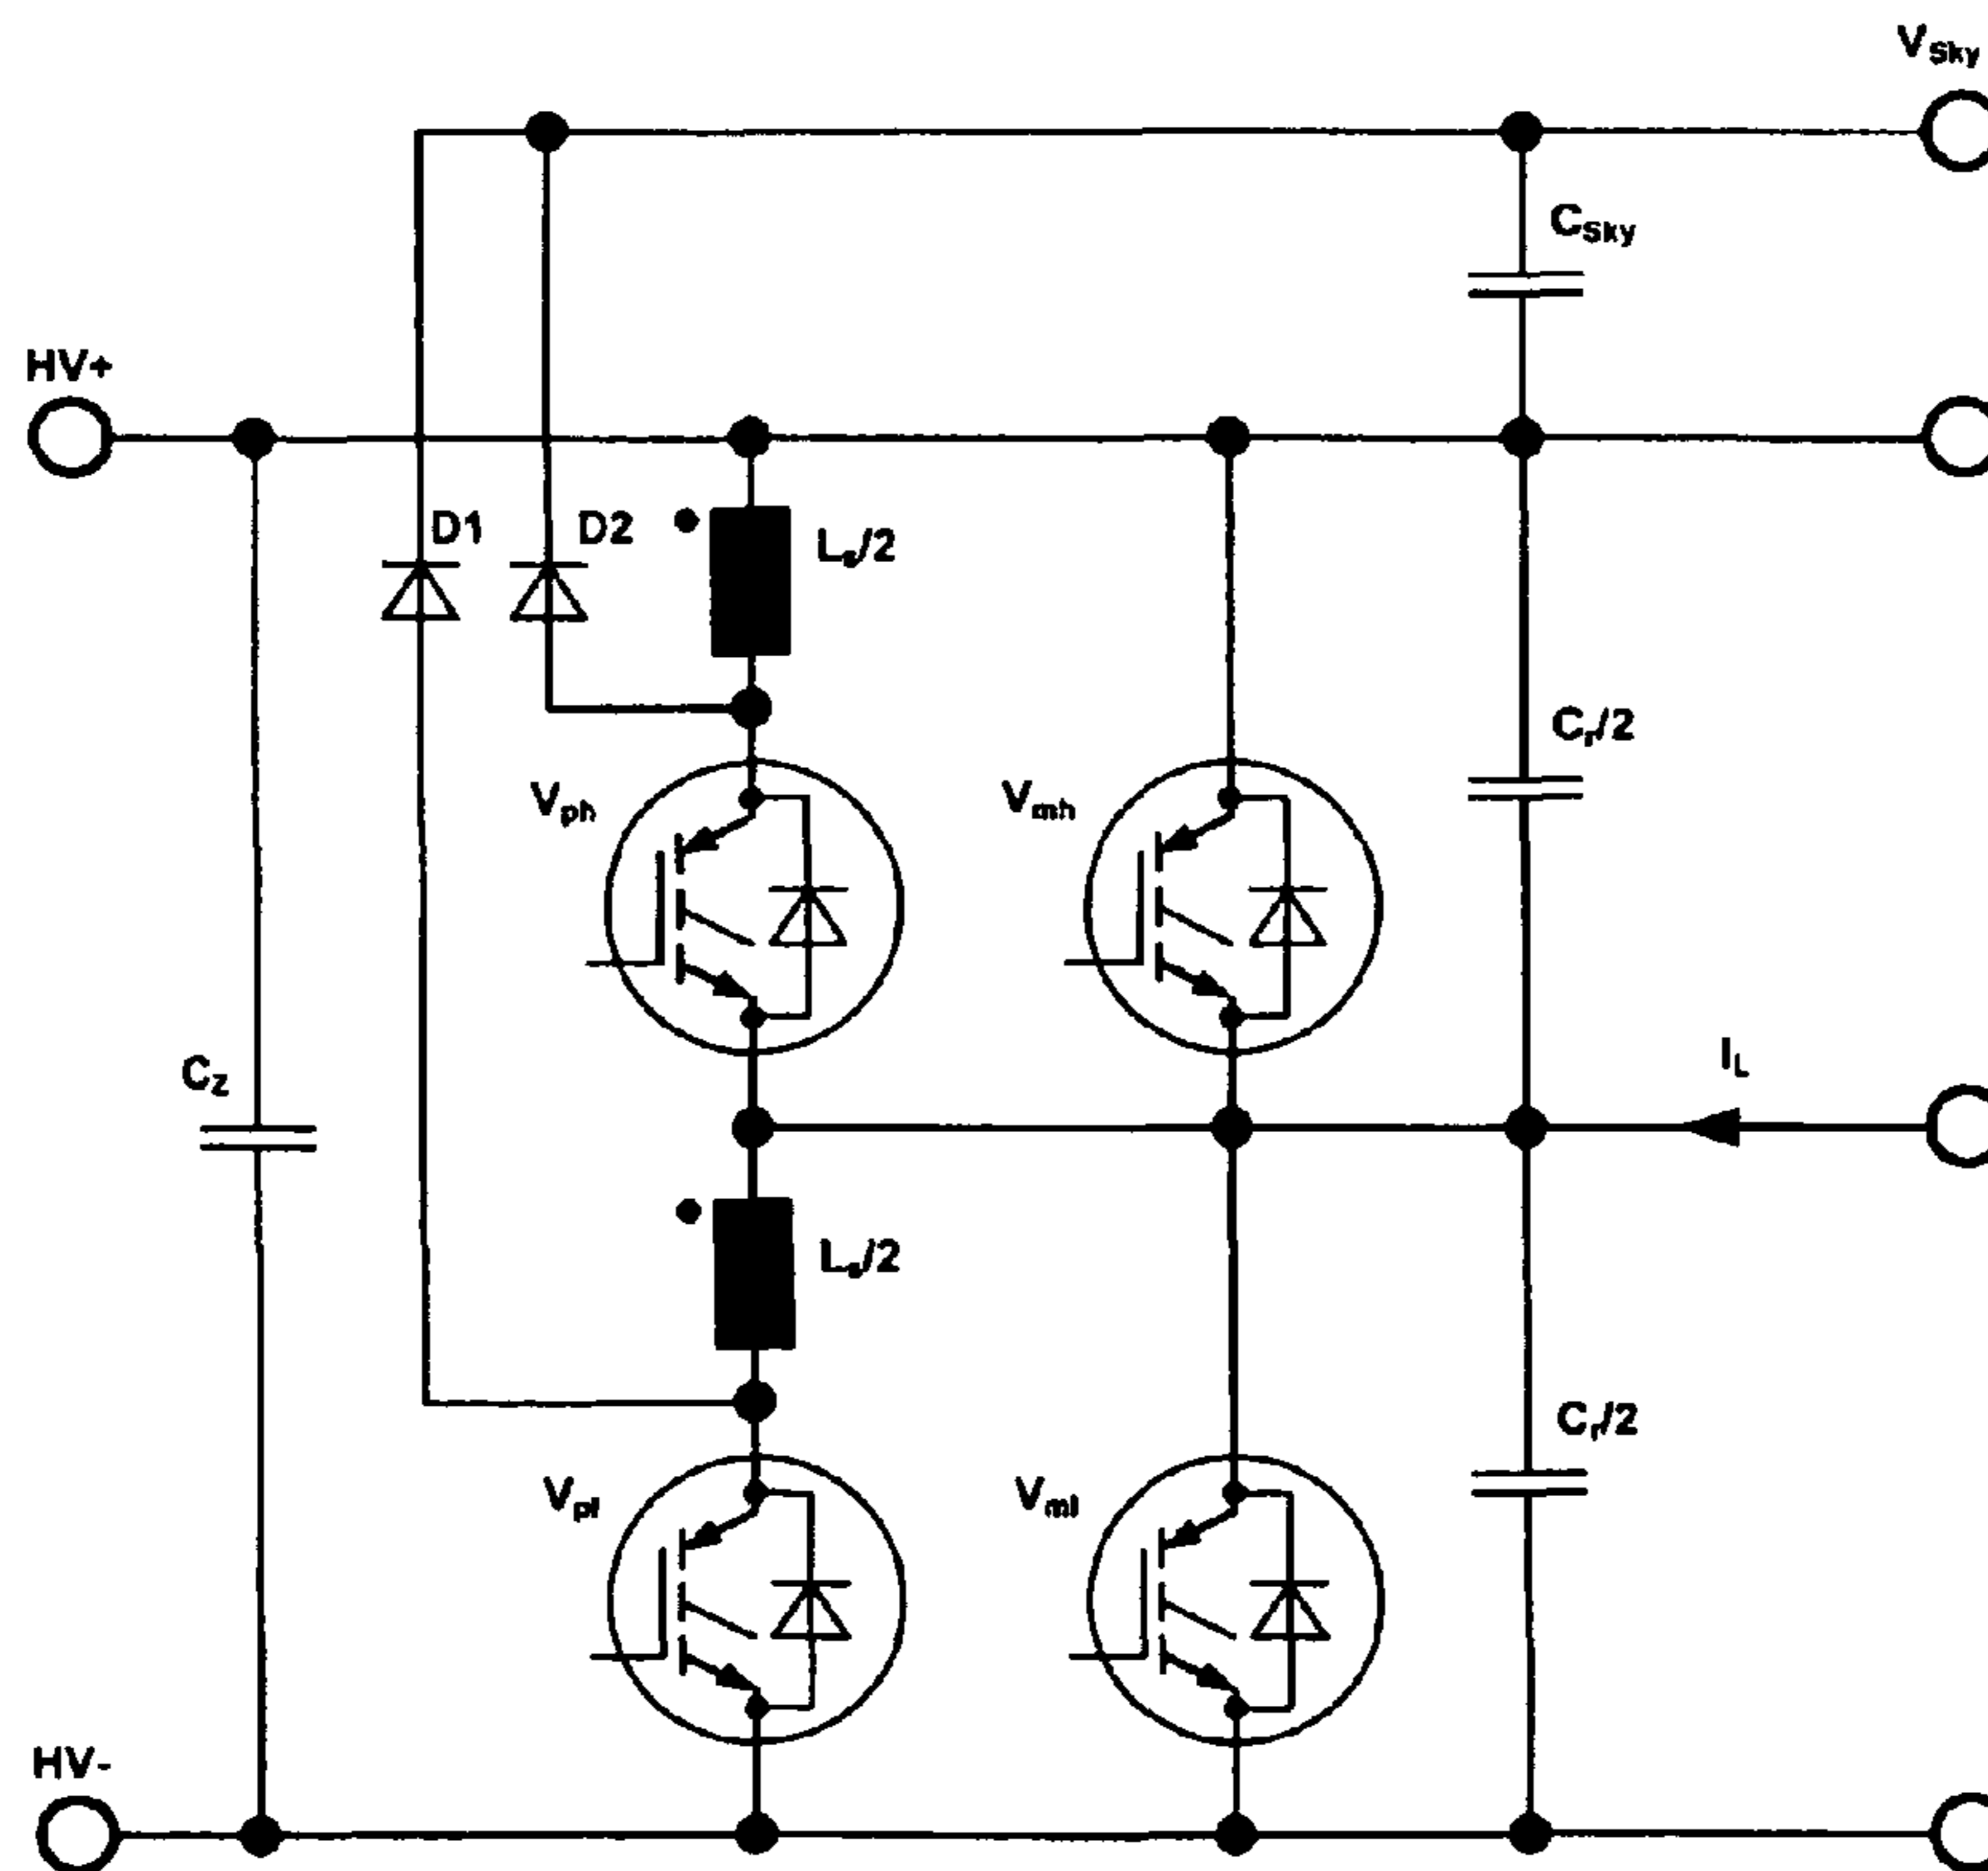 VSky
CSky
HV+
D1
D2
Ls/2
Cr/2
Vph
Vmh
IL
Cz
Ls/2
Cr/2
Vpl
Vml
HV-